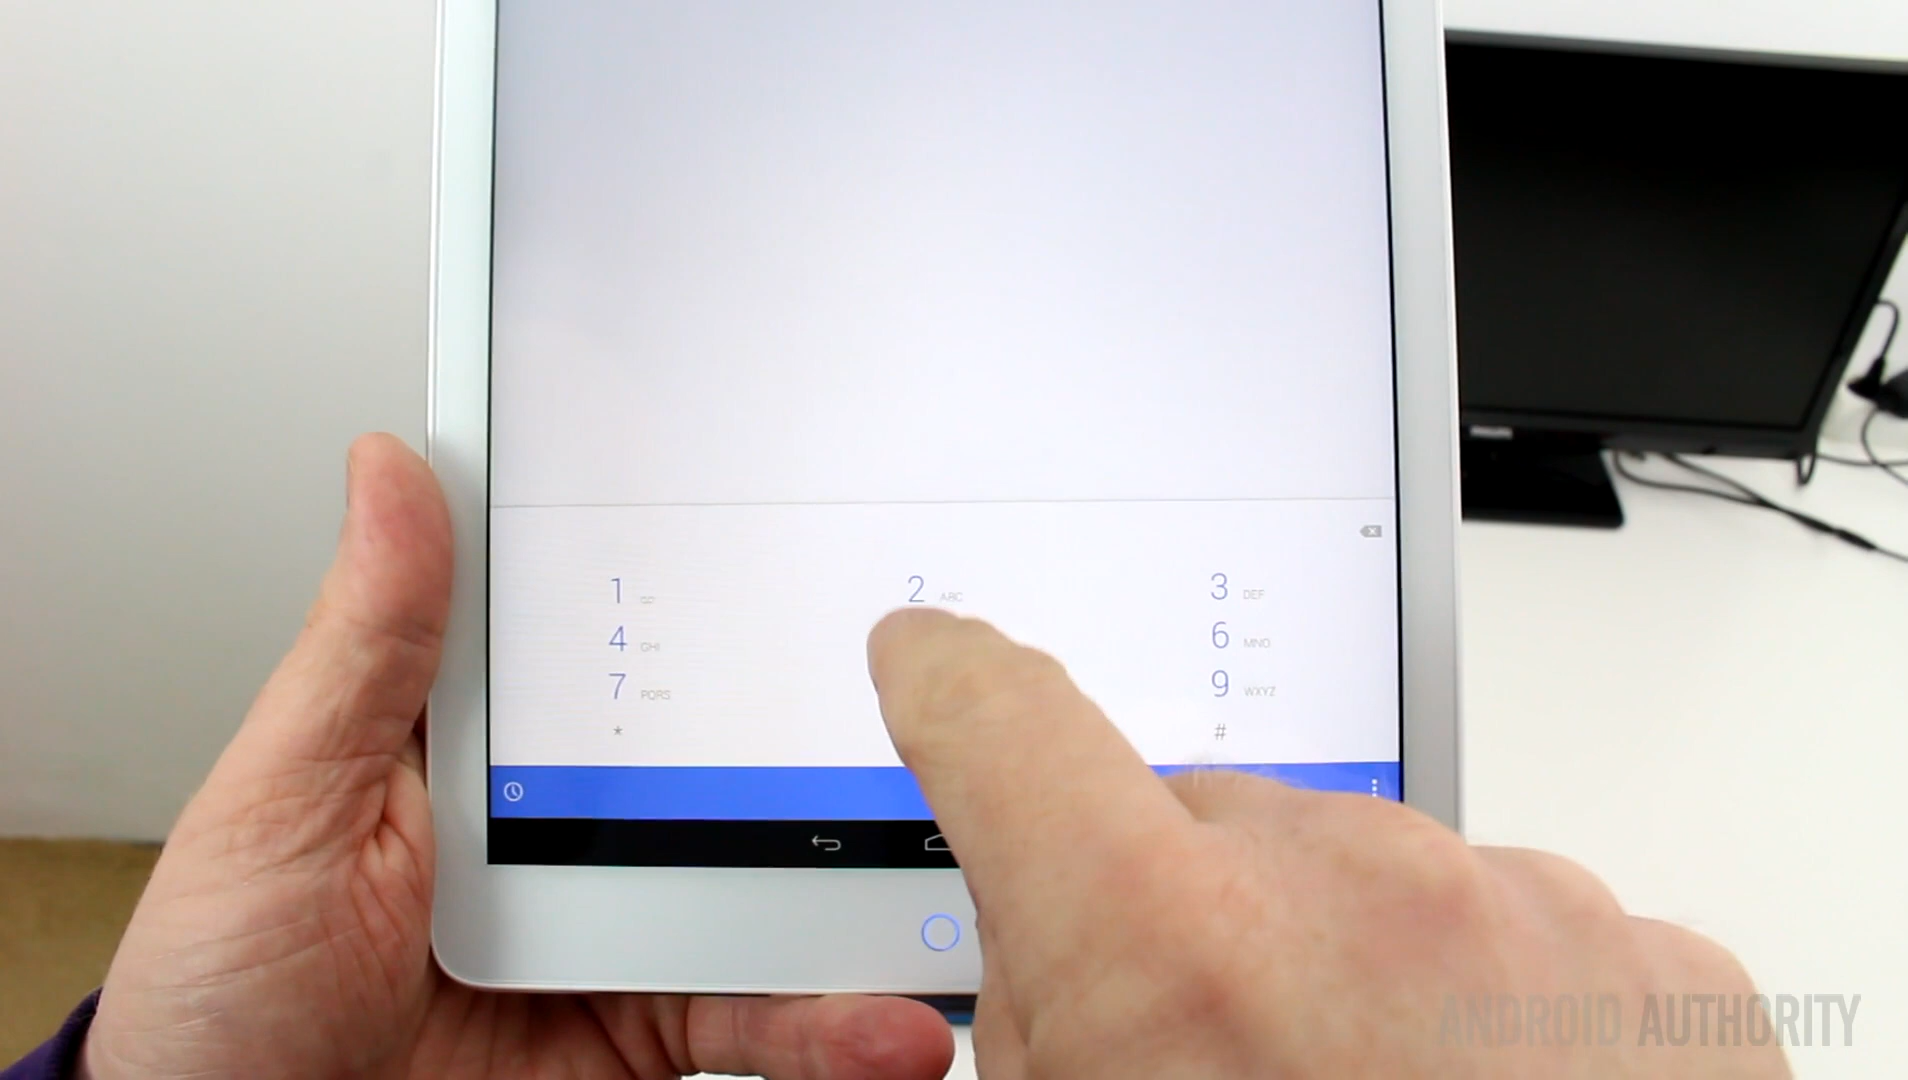 1
2 ABC
3 DEF
4 GHI
6 MNO
7 PQRS
9 WXYZ
*
#
ANDROID AUTHORITY